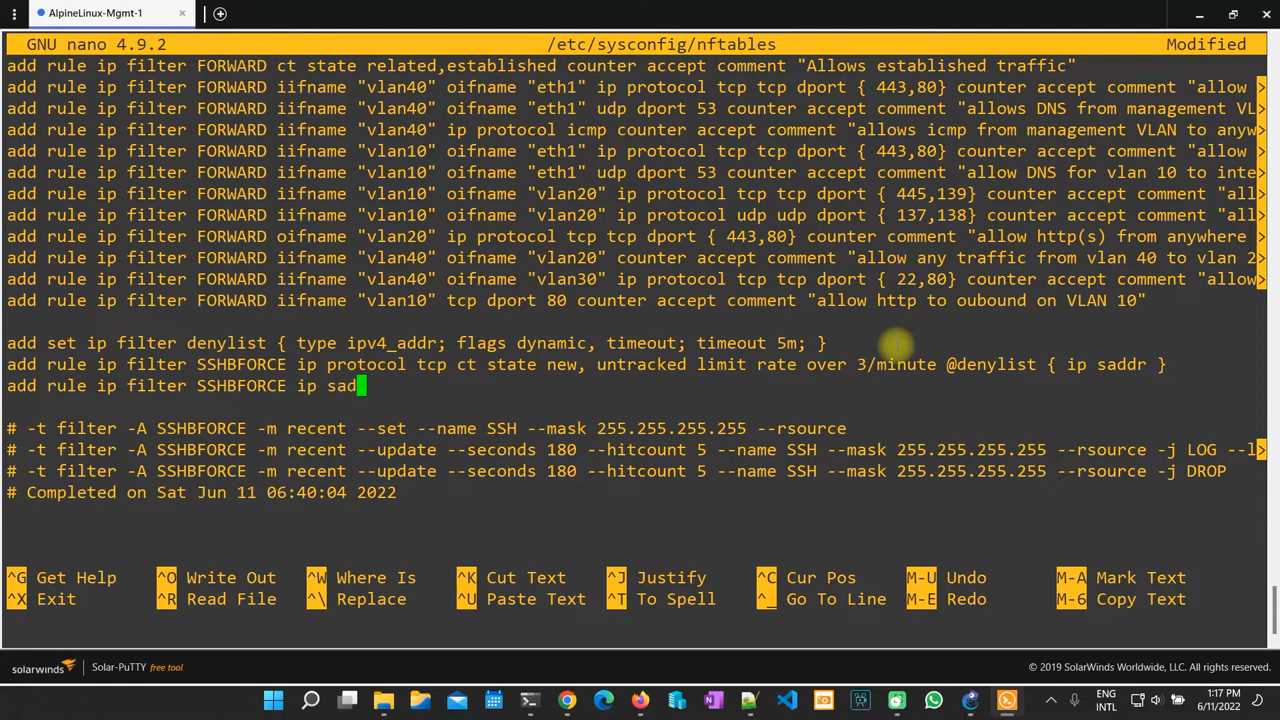 AlpineLinux-Mgmt-1
GNU nano 4.9.2 /etc/sysconfig/nftables Modified
add rule ip filter FORWARD ct state related,established counter accept comment "Allows established traffic"
add rule ip filter FORWARD iifname "vlan40" oifname "eth1" ip protocol tcp tcp dport { 443,80} counter accept comment "allow >
add rule ip filter FORWARD iifname "vlan40" oifname "eth1" udp dport 53 counter accept comment "allows DNS from management VL>
add rule ip filter FORWARD iifname "vlan40" ip protocol icmp counter accept comment "allows icmp from management VLAN to anyw>
add rule ip filter FORWARD iifname "vlan10" oifname "eth1" ip protocol tcp tcp dport { 443,80} counter accept comment "allow >
add rule ip filter FORWARD iifname "vlan10" oifname "eth1" udp dport 53 counter accept comment "allow DNS for vlan 10 to inte>
add rule ip filter FORWARD iifname "vlan10" oifname "vlan20" ip protocol tcp tcp dport { 445,139} counter accept comment "all>
add rule ip filter FORWARD iifname "vlan10" oifname "vlan20" ip protocol udp udp dport { 137,138} counter accept comment "all>
add rule ip filter FORWARD oifname "vlan20" ip protocol tcp tcp dport { 443,80} counter comment "allow http(s) from anywhere >
add rule ip filter FORWARD iifname "vlan40" oifname "vlan20" counter accept comment "allow any traffic from vlan 40 to vlan 2>
add rule ip filter FORWARD iifname "vlan40" oifname "vlan30" ip protocol tcp tcp dport { 22,80} counter accept comment "allow>
add rule ip filter FORWARD iifname "vlan10" tcp dport 80 counter accept comment "allow http to oubound on VLAN 10"
add set ip filter denylist { type ipv4_addr; flags dynamic, timeout; timeout 5m; }
add rule ip filter SSHBFORCE ip protocol tcp ct state new, untracked limit rate over 3/minute @denylist { ip saddr }
add rule ip filter SSHBFORCE ip sad
# -t filter -A SSHBFORCE -m recent --set --name SSH --mask 255.255.255.255 --rsource
# -t filter -A SSHBFORCE -m recent --update --seconds 180 --hitcount 5 --name SSH --mask 255.255.255.255 --rsource -j LOG --l>
# -t filter -A SSHBFORCE -m recent --update --seconds 180 --hitcount 5 --name SSH --mask 255.255.255.255 --rsource -j DROP
# Completed on Sat Jun 11 06:40:04 2022
^G Get Help ^O Write Out ^W Where Is ^K Cut Text ^J Justify ^C Cur Pos M-U Undo M-A Mark Text
^X Exit ^R Read File ^\ Replace ^U Paste Text ^T To Spell ^_ Go To Line M-E Redo M-6 Copy Text
solarwinds Solar-PuTTY free tool © 2019 SolarWinds Worldwide, LLC. All rights reserved.
ENG 1:17 PM
INTL 6/11/2022